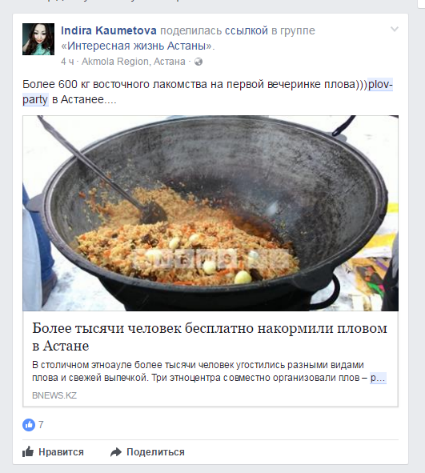 Indira Kaumetova поделилась ссылкой в группе
«Интересная жизнь Астаны».
4 ч · Akmola Region, Астана ·
Более 600 кг восточного лакомства на первой вечеринке плова)))plov-
party в Астанее....
Более тысячи человек бесплатно накормили пловом
в Астане
В столичном этноауле более тысячи человек угостились разными видами
плова и свежей выпечкой. Три этноцентра совместно организовали плов – p...
BNEWS.KZ
7
Нравится Поделиться